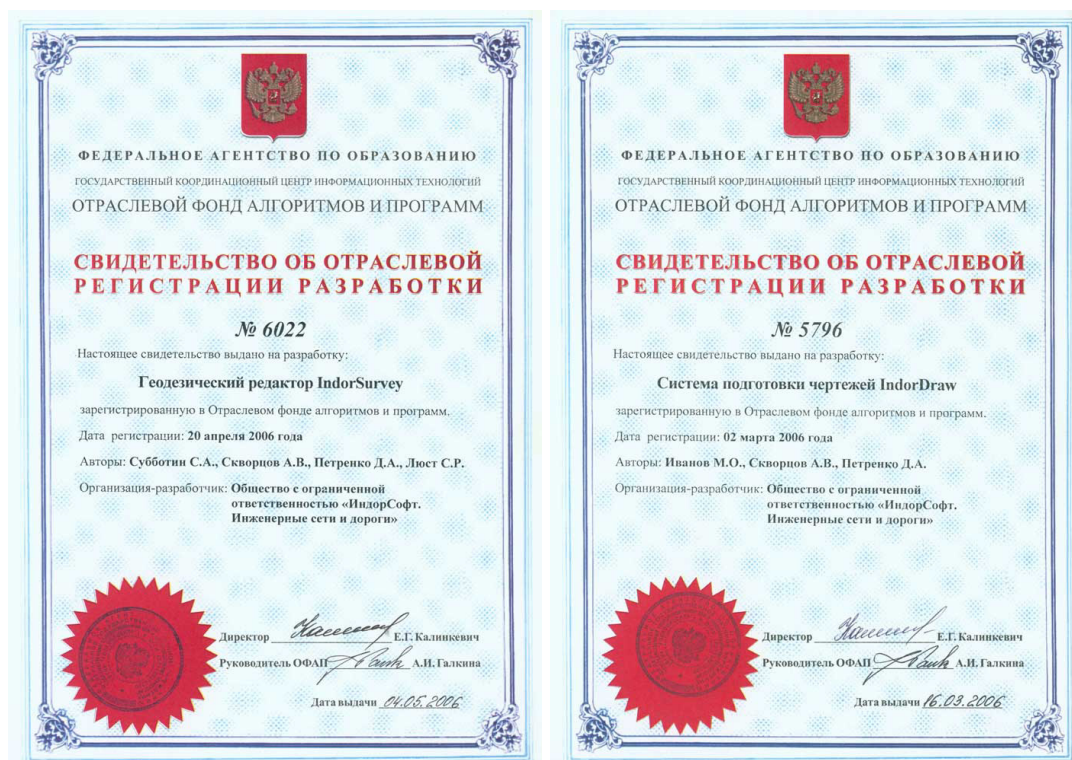 ФЕДЕРАЛЬНОЕ АГЕНТСТВО ПО ОБРАЗОВАНИЮ
ГОСУДАРСТВЕННЫЙ КООРДИНАЦИОННЫЙ ЦЕНТР ИНФОРМАЦИОННЫХ ТЕХНОЛОГИЙ
ОТРАСЛЕВОЙ ФОНД АЛГОРИТМОВ И ПРОГРАММ
СВИДЕТЕЛЬСТВО ОБ ОТРАСЛЕВОЙ
РЕГИСТРАЦИИ РАЗРАБОТКИ
№ 6022
Настоящее свидетельство выдано на разработку:
Геодезический редактор IndorSurvey
зарегистрированную в Отраслевом фонде алгоритмов и программ.
Дата регистрации: 20 апреля 2006 года
Авторы: Субботин С.А., Скворцов А.В., Петренко Д.А., Люст С.Р.
Организация-разработчик: Общество с ограниченной
ответственностью «ИндорСофт.
Инженерные сети и дороги»
Директор Е.Г. Калинкевич
Руководитель ОФАП А.И. Галкина
Дата выдачи 04.05.2006
ФЕДЕРАЛЬНОЕ АГЕНТСТВО ПО ОБРАЗОВАНИЮ
ГОСУДАРСТВЕННЫЙ КООРДИНАЦИОННЫЙ ЦЕНТР ИНФОРМАЦИОННЫХ ТЕХНОЛОГИЙ
ОТРАСЛЕВОЙ ФОНД АЛГОРИТМОВ И ПРОГРАММ
СВИДЕТЕЛЬСТВО ОБ ОТРАСЛЕВОЙ
РЕГИСТРАЦИИ РАЗРАБОТКИ
№ 5796
Настоящее свидетельство выдано на разработку:
Система подготовки чертежей IndorDraw
зарегистрированную в Отраслевом фонде алгоритмов и программ.
Дата регистрации: 02 марта 2006 года
Авторы: Иванов М.О., Скворцов А.В., Петренко Д.А.
Организация-разработчик: Общество с ограниченной
ответственностью «ИндорСофт.
Инженерные сети и дороги»
Директор Е.Г. Калинкевич
Руководитель ОФАП А.И. Галкина
Дата выдачи 16.03.2006